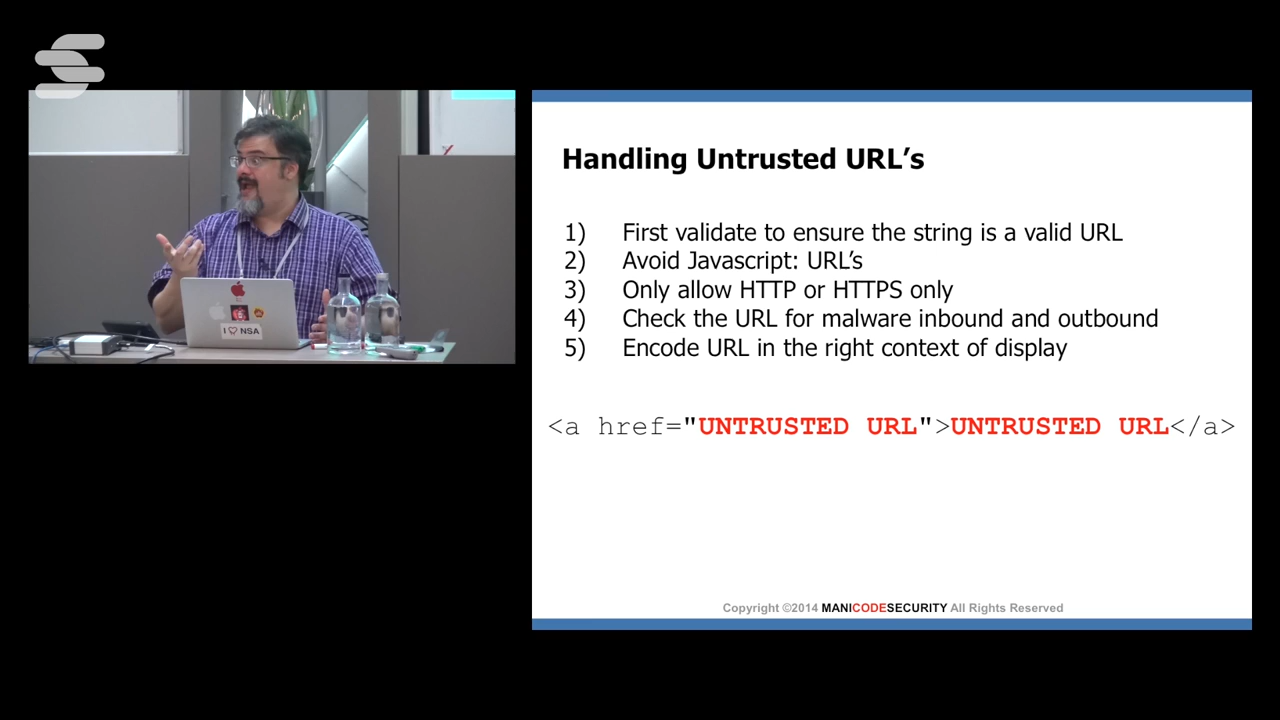 Handling Untrusted URL’s
1) First validate to ensure the string is a valid URL
2) Avoid Javascript: URL’s
3) Only allow HTTP or HTTPS only
4) Check the URL for malware inbound and outbound
5) Encode URL in the right context of display
<a href="UNTRUSTED URL">UNTRUSTED URL</a>
I ♡ NSA
Copyright ©2014 MANICODESECURITY All Rights Reserved